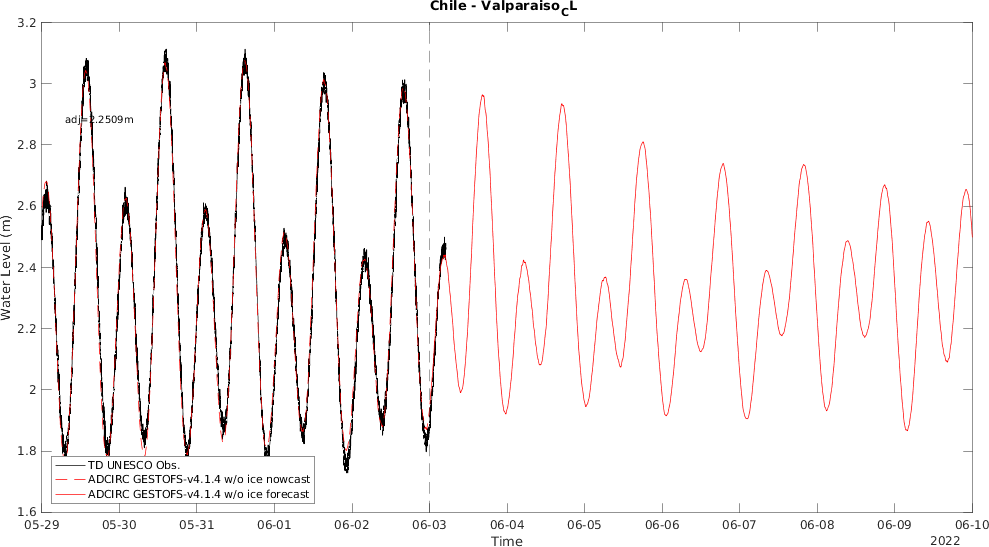 Chile - Valparaiso_CL
3.2
3
2.8
2.6
2.4
2.2
2
1.8
1.6
Water Level (m)
adj=2.2509m
TD UNESCO Obs.
ADCIRC GESTOFS-v4.1.4 w/o ice nowcast
ADCIRC GESTOFS-v4.1.4 w/o ice forecast
05-29 05-30 05-31 06-01 06-02 06-03 06-04 06-05 06-06 06-07 06-08 06-09 06-10
Time
2022